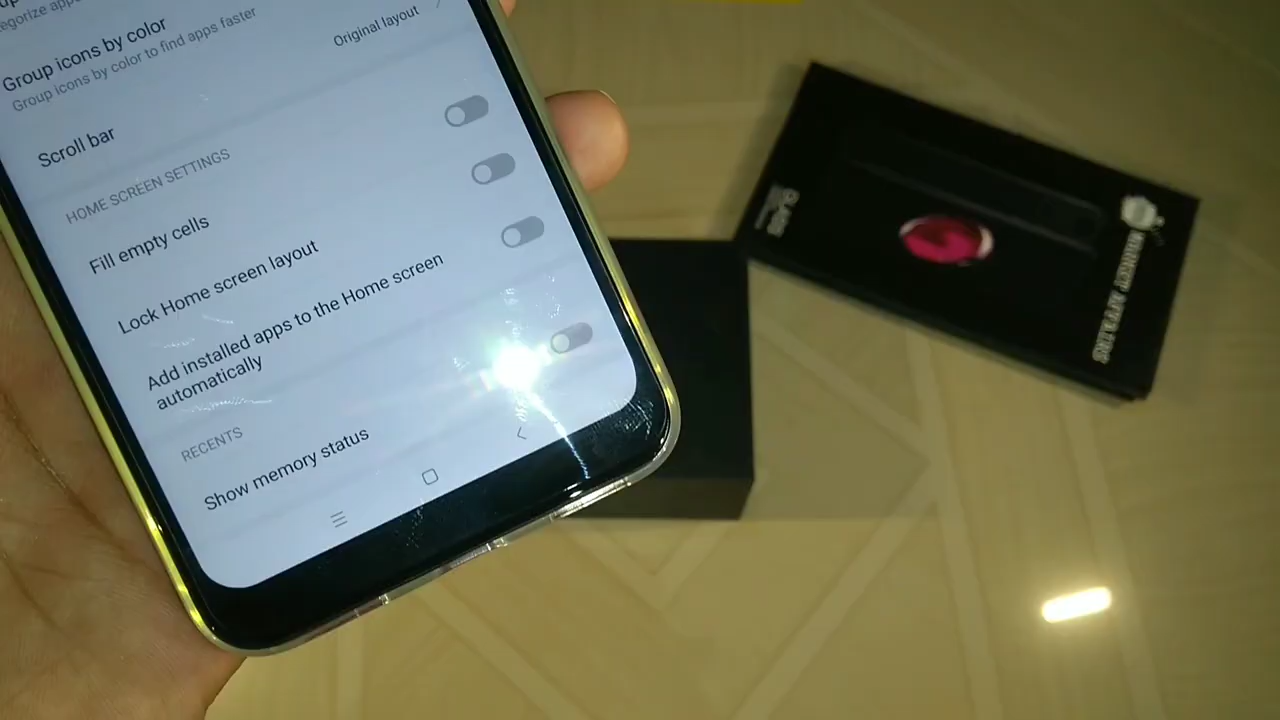 Group icons by color
Group icons by color to find apps faster
Original layout
Scroll bar
HOME SCREEN SETTINGS
Fill empty cells
Lock Home screen layout
Add installed apps to the Home screen
automatically
RECENTS
Show memory status